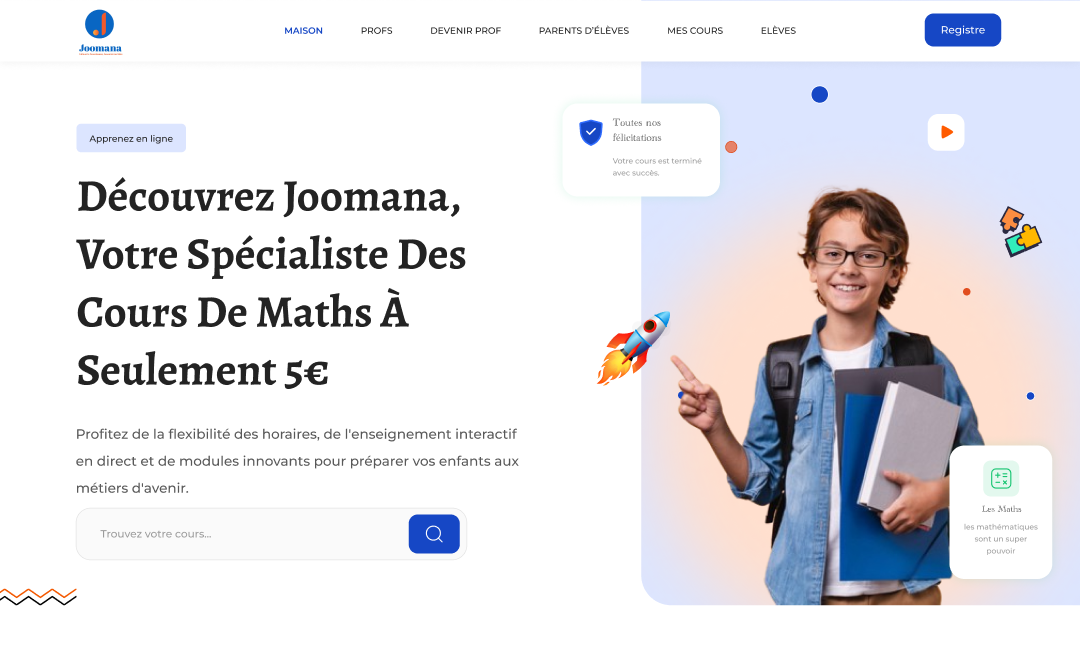 Joomana
MAISON
PROFS
DEVENIR PROF
PARENTS D'ÉLÈVES
MES COURS
ELÈVES
Registre
Apprenez en ligne
Découvrez Joomana,
Votre Spécialiste Des
Cours De Maths À
Seulement 5€
Profitez de la flexibilité des horaires, de l'enseignement interactif
en direct et de modules innovants pour préparer vos enfants aux
métiers d'avenir.
Trouvez votre cours...
Toutes nos
félicitations
Votre cours est terminé
avec succès.
Les Maths
les mathématiques
sont un super
pouvoir